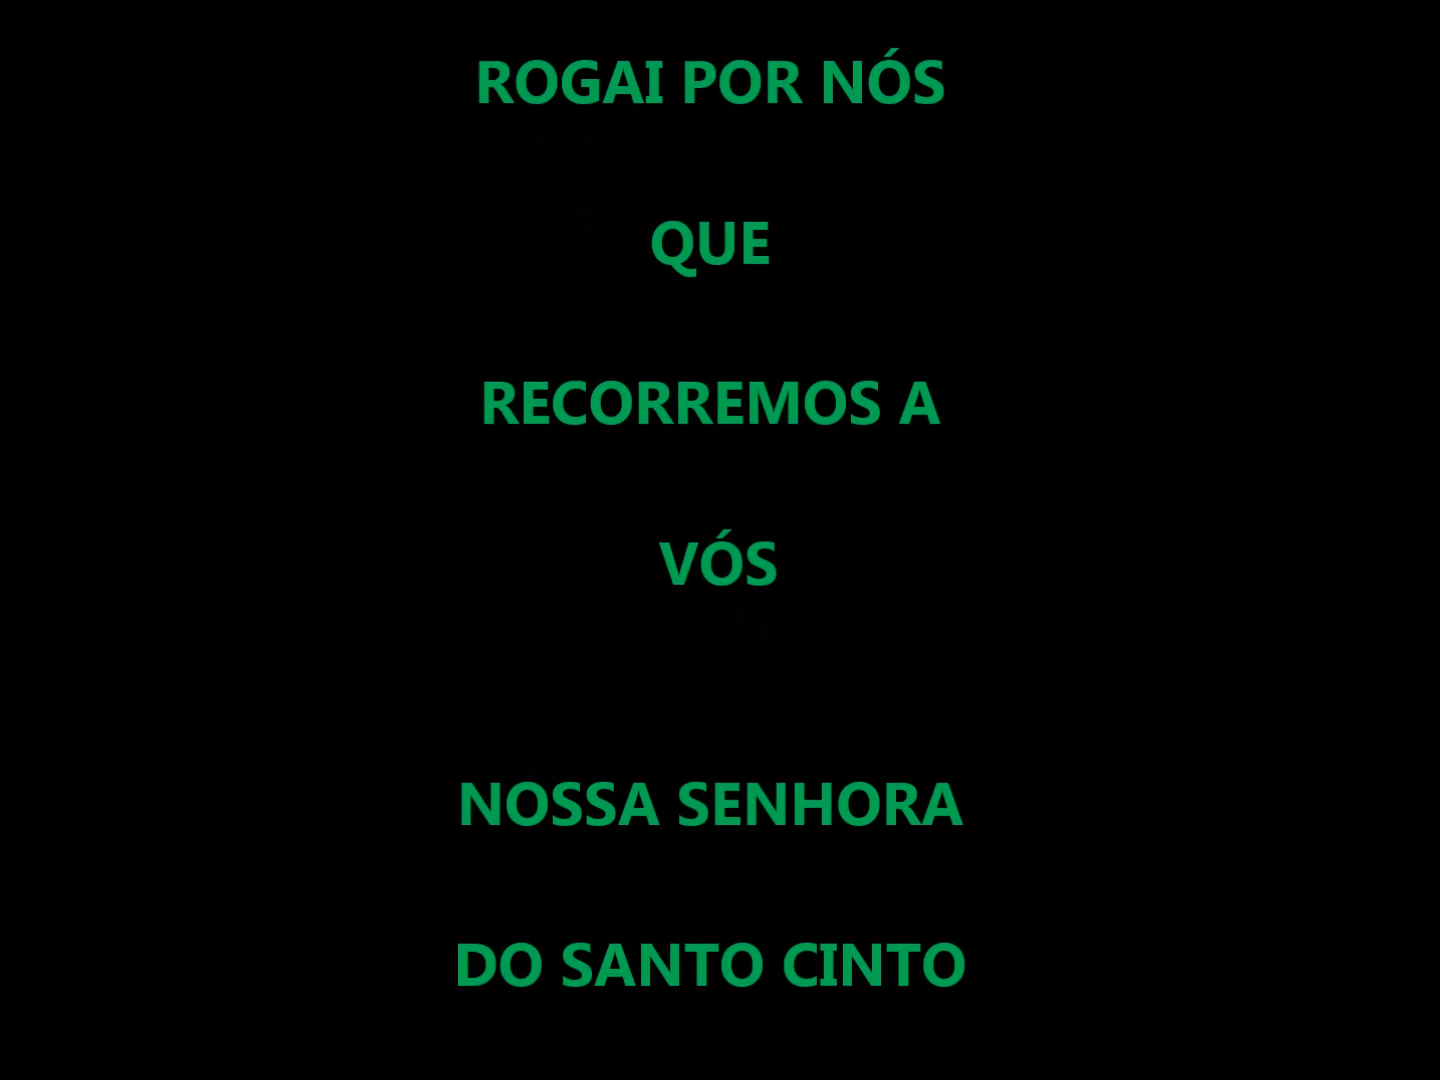 ROGAI POR NÓS
QUE
RECORREMOS A
VÓS
NOSSA SENHORA
DO SANTO CINTO